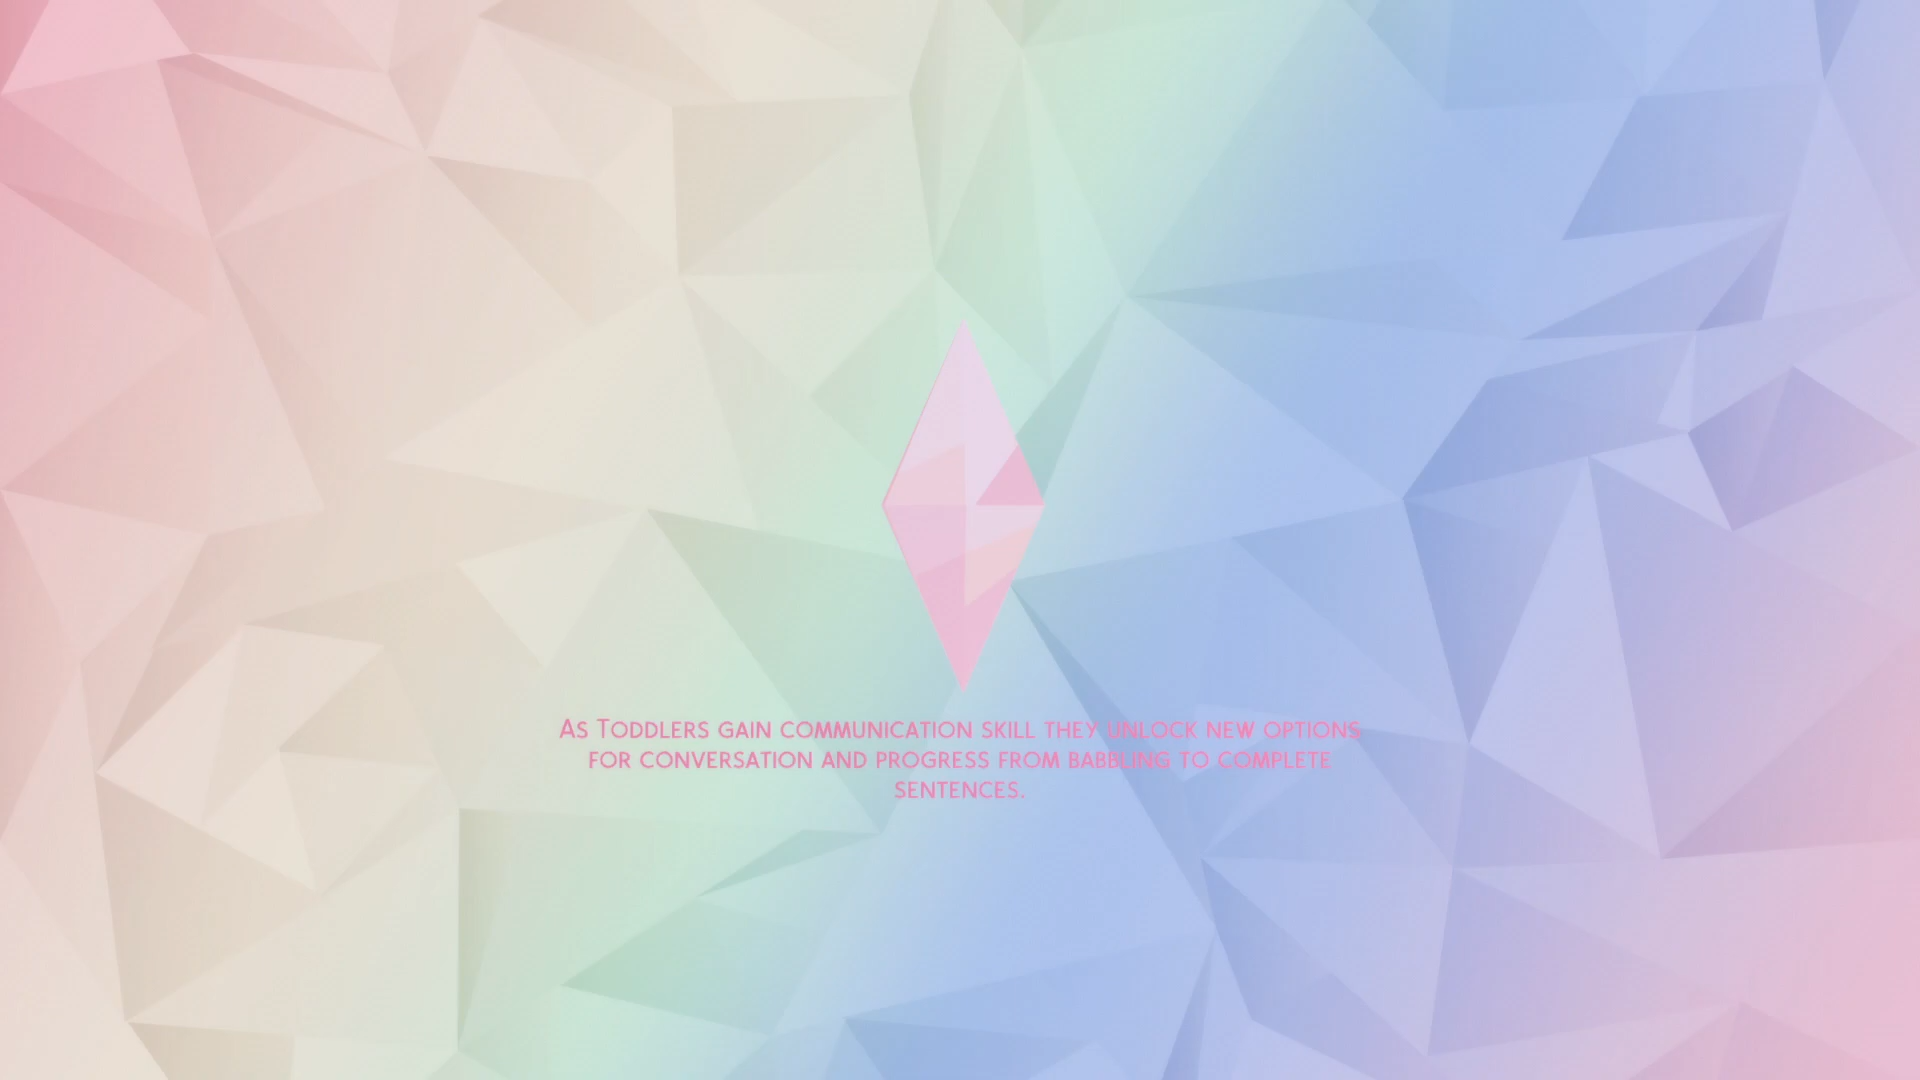 As Toddlers gain communication skill they unlock new options
for conversation and progress from babbling to complete
sentences.